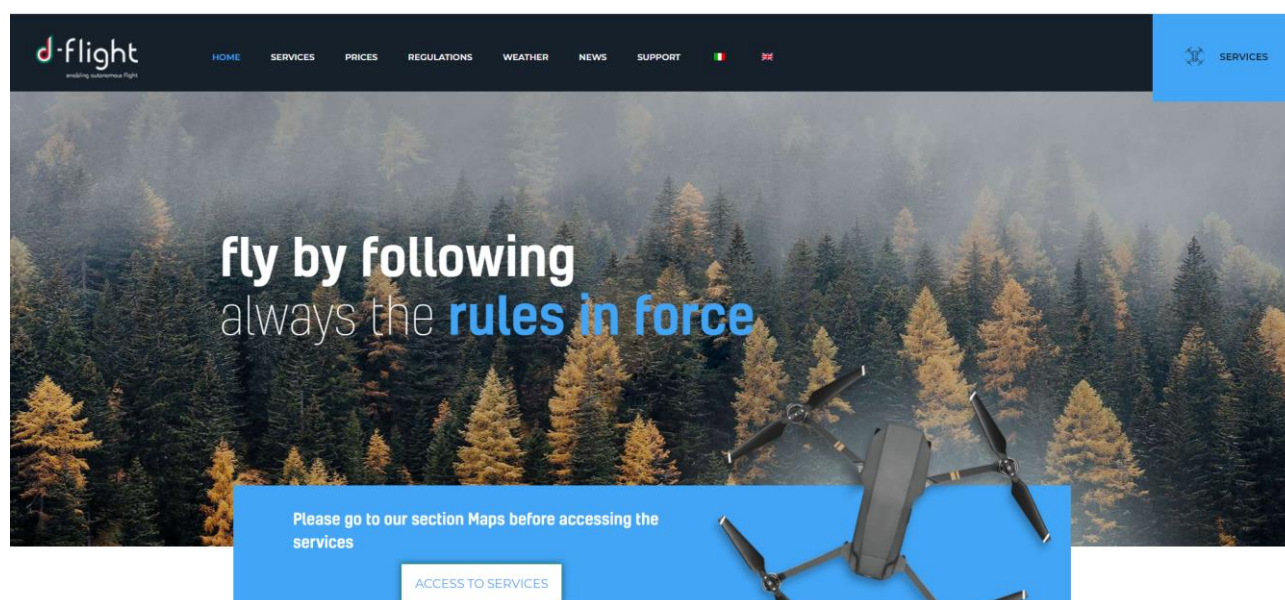 d-flight
enabling autonomous flight
HOME SERVICES PRICES REGULATIONS WEATHER NEWS SUPPORT
SERVICES
fly by following
always the rules in force
Please go to our section Maps before accessing the
services
ACCESS TO SERVICES